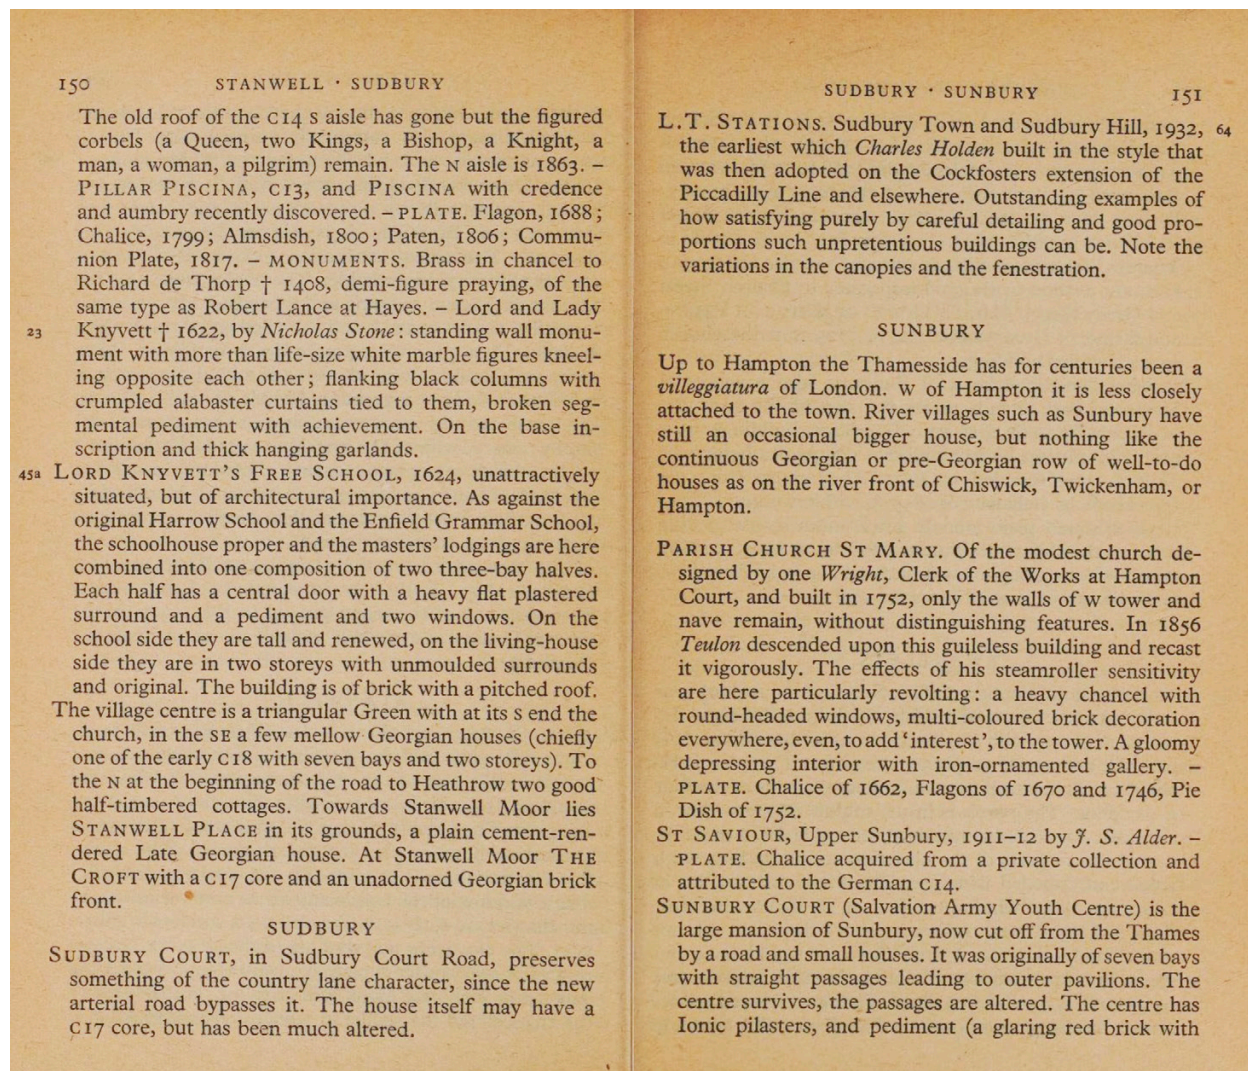 150 STANWELL · SUDBURY
The old roof of the C14 S aisle has gone but the figured
corbels (a Queen, two Kings, a Bishop, a Knight, a
man, a woman, a pilgrim) remain. The N aisle is 1863. –
PILLAR PISCINA, C13, and PISCINA with credence
and aumbry recently discovered. – PLATE. Flagon, 1688;
Chalice, 1799; Almsdish, 1800; Paten, 1806; Commu-
nion Plate, 1817. – MONUMENTS. Brass in chancel to
Richard de Thorp † 1408, demi-figure praying, of the
same type as Robert Lance at Hayes. – Lord and Lady
23 Knyvett † 1622, by Nicholas Stone: standing wall monu-
ment with more than life-size white marble figures kneel-
ing opposite each other; flanking black columns with
crumpled alabaster curtains tied to them, broken seg-
mental pediment with achievement. On the base in-
scription and thick hanging garlands.
45a LORD KNYVETT'S FREE SCHOOL, 1624, unattractively
situated, but of architectural importance. As against the
original Harrow School and the Enfield Grammar School,
the schoolhouse proper and the masters' lodgings are here
combined into one composition of two three-bay halves.
Each half has a central door with a heavy flat plastered
surround and a pediment and two windows. On the
school side they are tall and renewed, on the living-house
side they are in two storeys with unmoulded surrounds
and original. The building is of brick with a pitched roof.
The village centre is a triangular Green with at its S end the
church, in the SE a few mellow Georgian houses (chiefly
one of the early C18 with seven bays and two storeys). To
the N at the beginning of the road to Heathrow two good
half-timbered cottages. Towards Stanwell Moor lies
STANWELL PLACE in its grounds, a plain cement-ren-
dered Late Georgian house. At Stanwell Moor THE
CROFT with a C17 core and an unadorned Georgian brick
front.
SUDBURY
SUDBURY COURT, in Sudbury Court Road, preserves
something of the country lane character, since the new
arterial road bypasses it. The house itself may have a
C17 core, but has been much altered.
SUDBURY · SUNBURY 151
L.T. STATIONS. Sudbury Town and Sudbury Hill, 1932, 64
the earliest which Charles Holden built in the style that
was then adopted on the Cockfosters extension of the
Piccadilly Line and elsewhere. Outstanding examples of
how satisfying purely by careful detailing and good pro-
portions such unpretentious buildings can be. Note the
variations in the canopies and the fenestration.
SUNBURY
Up to Hampton the Thamesside has for centuries been a
villeggiatura of London. W of Hampton it is less closely
attached to the town. River villages such as Sunbury have
still an occasional bigger house, but nothing like the
continuous Georgian or pre-Georgian row of well-to-do
houses as on the river front of Chiswick, Twickenham, or
Hampton.
PARISH CHURCH ST MARY. Of the modest church de-
signed by one Wright, Clerk of the Works at Hampton
Court, and built in 1752, only the walls of W tower and
nave remain, without distinguishing features. In 1856
Teulon descended upon this guileless building and recast
it vigorously. The effects of his steamroller sensitivity
are here particularly revolting: a heavy chancel with
round-headed windows, multi-coloured brick decoration
everywhere, even, to add 'interest', to the tower. A gloomy
depressing interior with iron-ornamented gallery. –
PLATE. Chalice of 1662, Flagons of 1670 and 1746, Pie
Dish of 1752.
ST SAVIOUR, Upper Sunbury, 1911–12 by J. S. Alder. –
PLATE. Chalice acquired from a private collection and
attributed to the German C14.
SUNBURY COURT (Salvation Army Youth Centre) is the
large mansion of Sunbury, now cut off from the Thames
by a road and small houses. It was originally of seven bays
with straight passages leading to outer pavilions. The
centre survives, the passages are altered. The centre has
Ionic pilasters, and pediment (a glaring red brick with